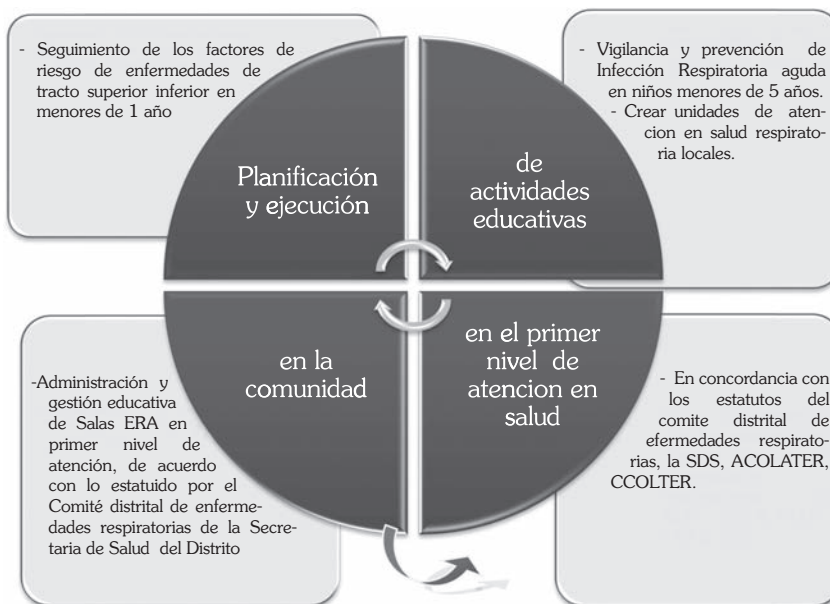 - Seguimiento de los factores de
riesgo de enfermedades de
tracto superior inferior en
menores de 1 año
Planificación
y ejecución
de
actividades
educativas
- Vigilancia y prevención de
Infección Respiratoria aguda
en niños menores de 5 años.
- Crear unidades de aten-
cion en salud respirato-
ria locales.
-Administración y
gestión educativa
de Salas ERA en
primer nivel de
atención, de acuerdo
con lo estatuido por el
Comité distrital de enferme-
dades respiratorias de la Secre-
taria de Salud del Distrito
en la
comunidad
en el primer
nivel de
atencion en
salud
- En concordancia con
los estatutos del
comite distrital de
efermedades respirato-
rias, la SDS, ACOLATER,
CCOLTER.